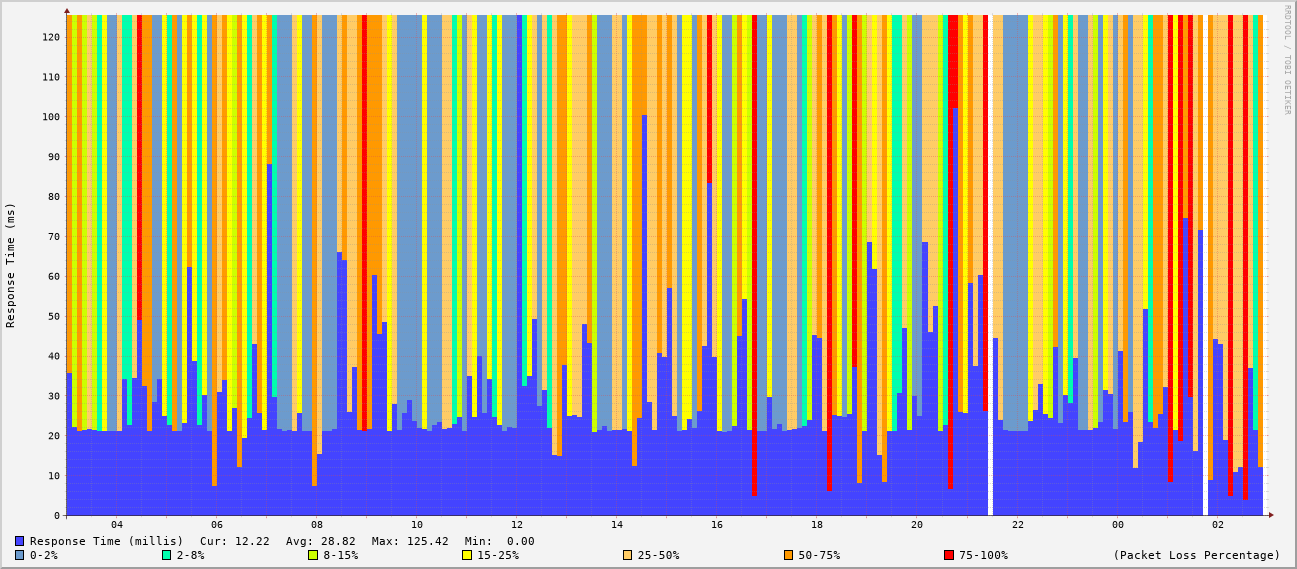 RRDTOOL / TOBI OETIKER
Response Time (ms)
120
110
100
90
80
70
60
50
40
30
20
10
0
04 06 08 10 12 14 16 18 20 22 00 02
Response Time (millis) Cur: 12.22 Avg: 28.82 Max: 125.42 Min: 0.00
0-2% 2-8% 8-15% 15-25% 25-50% 50-75% 75-100% (Packet Loss Percentage)